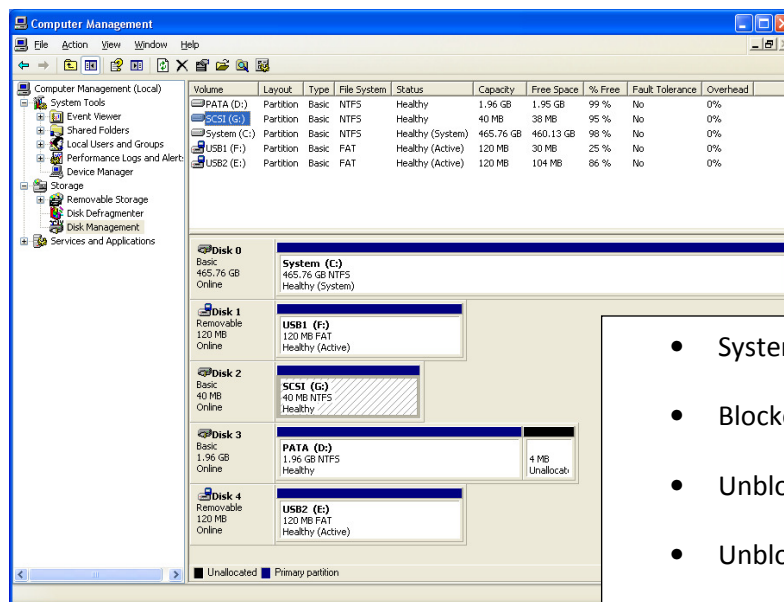 Computer Management
File Action View Window Help
Computer Management (Local)
System Tools
Event Viewer
Shared Folders
Local Users and Groups
Performance Logs and Alert
Device Manager
Storage
Removable Storage
Disk Defragmenter
Disk Management
Services and Applications
Volume Layout Type File System Status Capacity Free Space % Free Fault Tolerance Overhead
PATA (D:) Partition Basic NTFS Healthy 1.96 GB 1.95 GB 99 % No 0%
SCSI (G:) Partition Basic NTFS Healthy 40 MB 38 MB 95 % No 0%
System (C:) Partition Basic NTFS Healthy (System) 465.76 GB 460.13 GB 98 % No 0%
USB1 (F:) Partition Basic FAT Healthy (Active) 120 MB 30 MB 25 % No 0%
USB2 (E:) Partition Basic FAT Healthy (Active) 120 MB 104 MB 86 % No 0%
Disk 0
Basic
465.76 GB
Online
System (C:)
465.76 GB NTFS
Healthy (System)
Disk 1
Removable
120 MB
Online
USB1 (F:)
120 MB FAT
Healthy (Active)
Disk 2
Basic
40 MB
Online
SCSI (G:)
40 MB NTFS
Healthy
Disk 3
Basic
1.96 GB
Online
PATA (D:)
1.96 GB NTFS
Healthy
4 MB
Unallocat
Disk 4
Removable
120 MB
Online
USB2 (E:)
120 MB FAT
Healthy (Active)
Unallocated Primary partition
• Syste
• Block
• Unblo
• Unblo